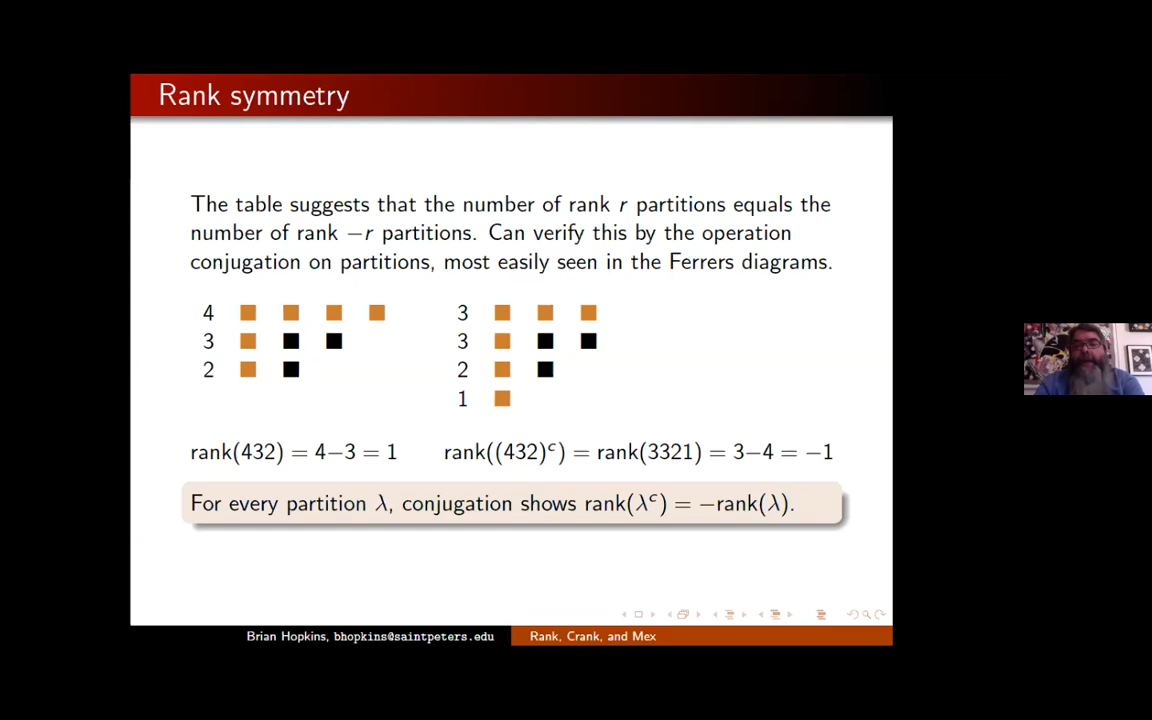 Rank symmetry
The table suggests that the number of rank r partitions equals the
number of rank −r partitions. Can verify this by the operation
conjugation on partitions, most easily seen in the Ferrers diagrams.
4 3
3 3
2 2
1
rank(432) = 4−3 = 1 rank((432)ᶜ) = rank(3321) = 3−4 = −1
For every partition λ, conjugation shows rank(λᶜ) = −rank(λ).
Brian Hopkins, bhopkins@saintpeters.edu Rank, Crank, and Mex